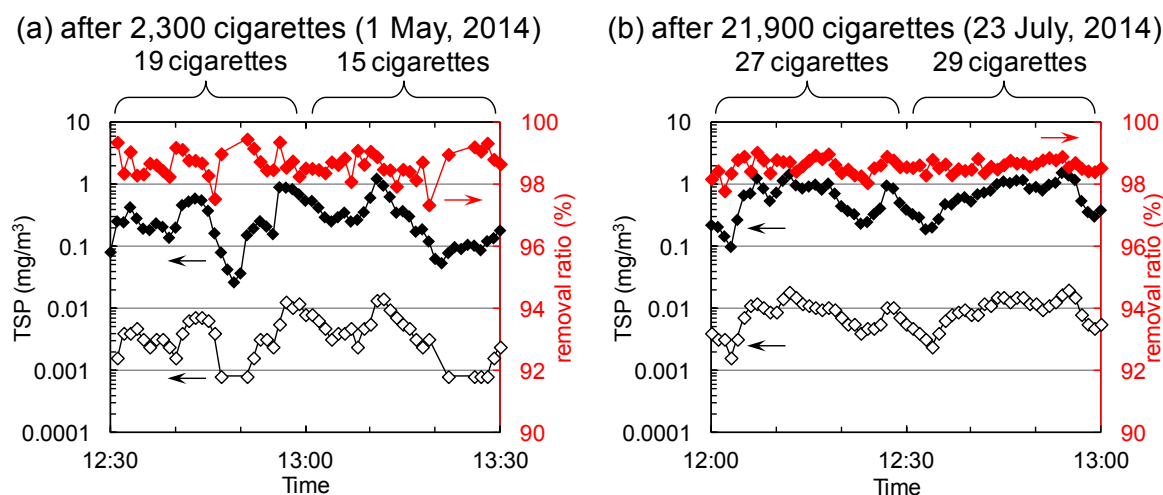 (a) after 2,300 cigarettes (1 May, 2014)
19 cigarettes 15 cigarettes
10
1
0.1
0.01
0.001
0.0001
TSP (mg/m³)
100
98
96
94
92
90
removal ratio (%)
12:30 13:00 13:30
Time
(b) after 21,900 cigarettes (23 July, 2014)
27 cigarettes 29 cigarettes
10
1
0.1
0.01
0.001
0.0001
TSP (mg/m³)
100
98
96
94
92
90
removal ratio (%)
12:00 12:30 13:00
Time